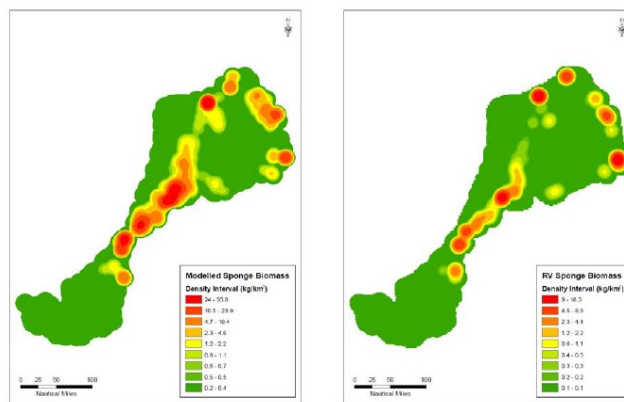 N
N
Modelled Sponge Biomass
Density Interval (kg/km²)
24 - 55.8
10.5 - 23.9
4.7 - 10.4
2.3 - 4.6
1.2 - 2.2
0.8 - 1.1
0.6 - 0.7
0.5 - 0.5
0.2 - 0.4
0 25 50 100
Nautical Miles
RV Sponge Biomass
Density Interval (kg/km²)
9 - 18.3
4.5 - 8.9
2.3 - 4.4
1.2 - 2.2
0.6 - 1.1
0.4 - 0.5
0.3 - 0.3
0.2 - 0.2
0.1 - 0.1
0 25 50 100
Nautical Miles